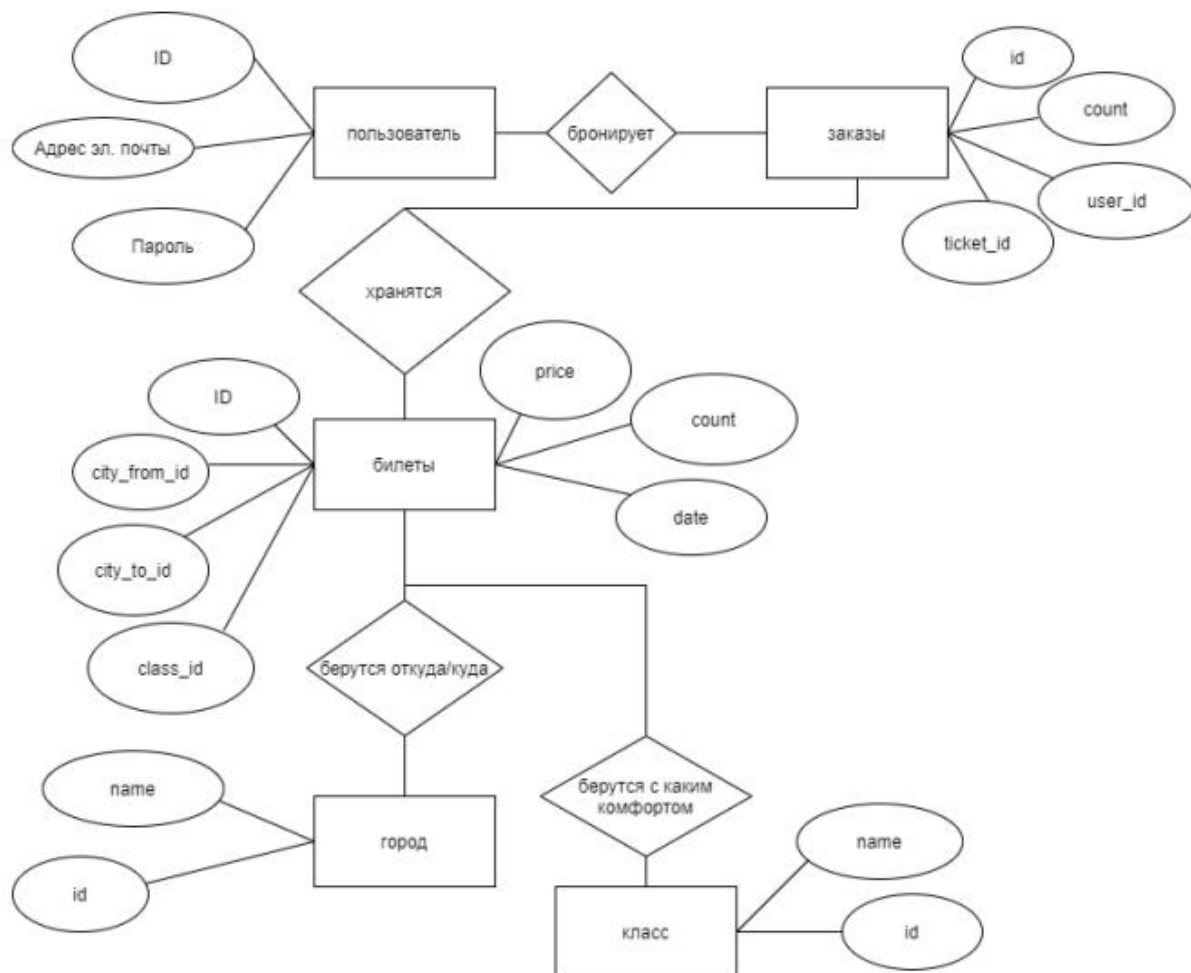 ID
Адрес эл. почты
Пароль
пользователь
бронирует
заказы
id
count
user_id
ticket_id
хранятся
ID
city_from_id
city_to_id
class_id
билеты
price
count
date
берутся откуда/куда
name
id
город
берутся с каким
комфортом
класс
name
id